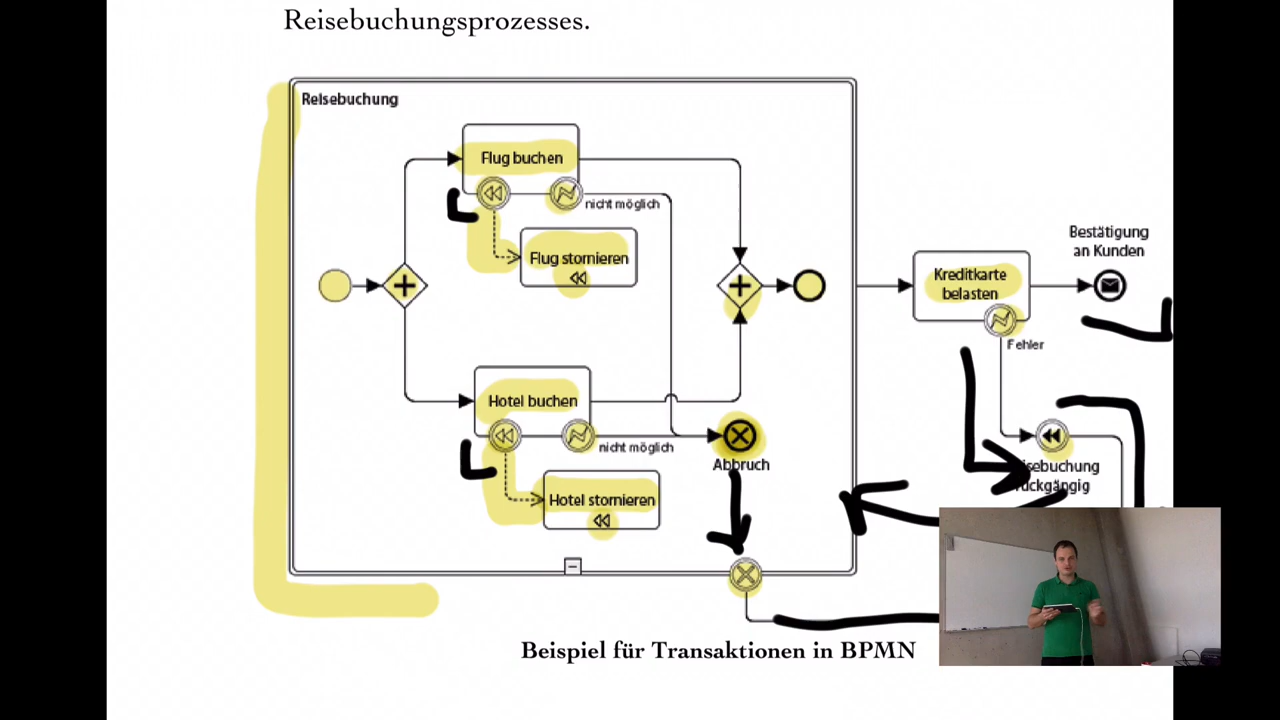 Reisebuchungsprozesses.
Reisebuchung
Flug buchen
nicht möglich
Flug stornieren
Hotel buchen
nicht möglich
Hotel stornieren
Abbruch
Kreditkarte
belasten
Fehler
Bestätigung
an Kunden
Beispiel für Transaktionen in BPMN